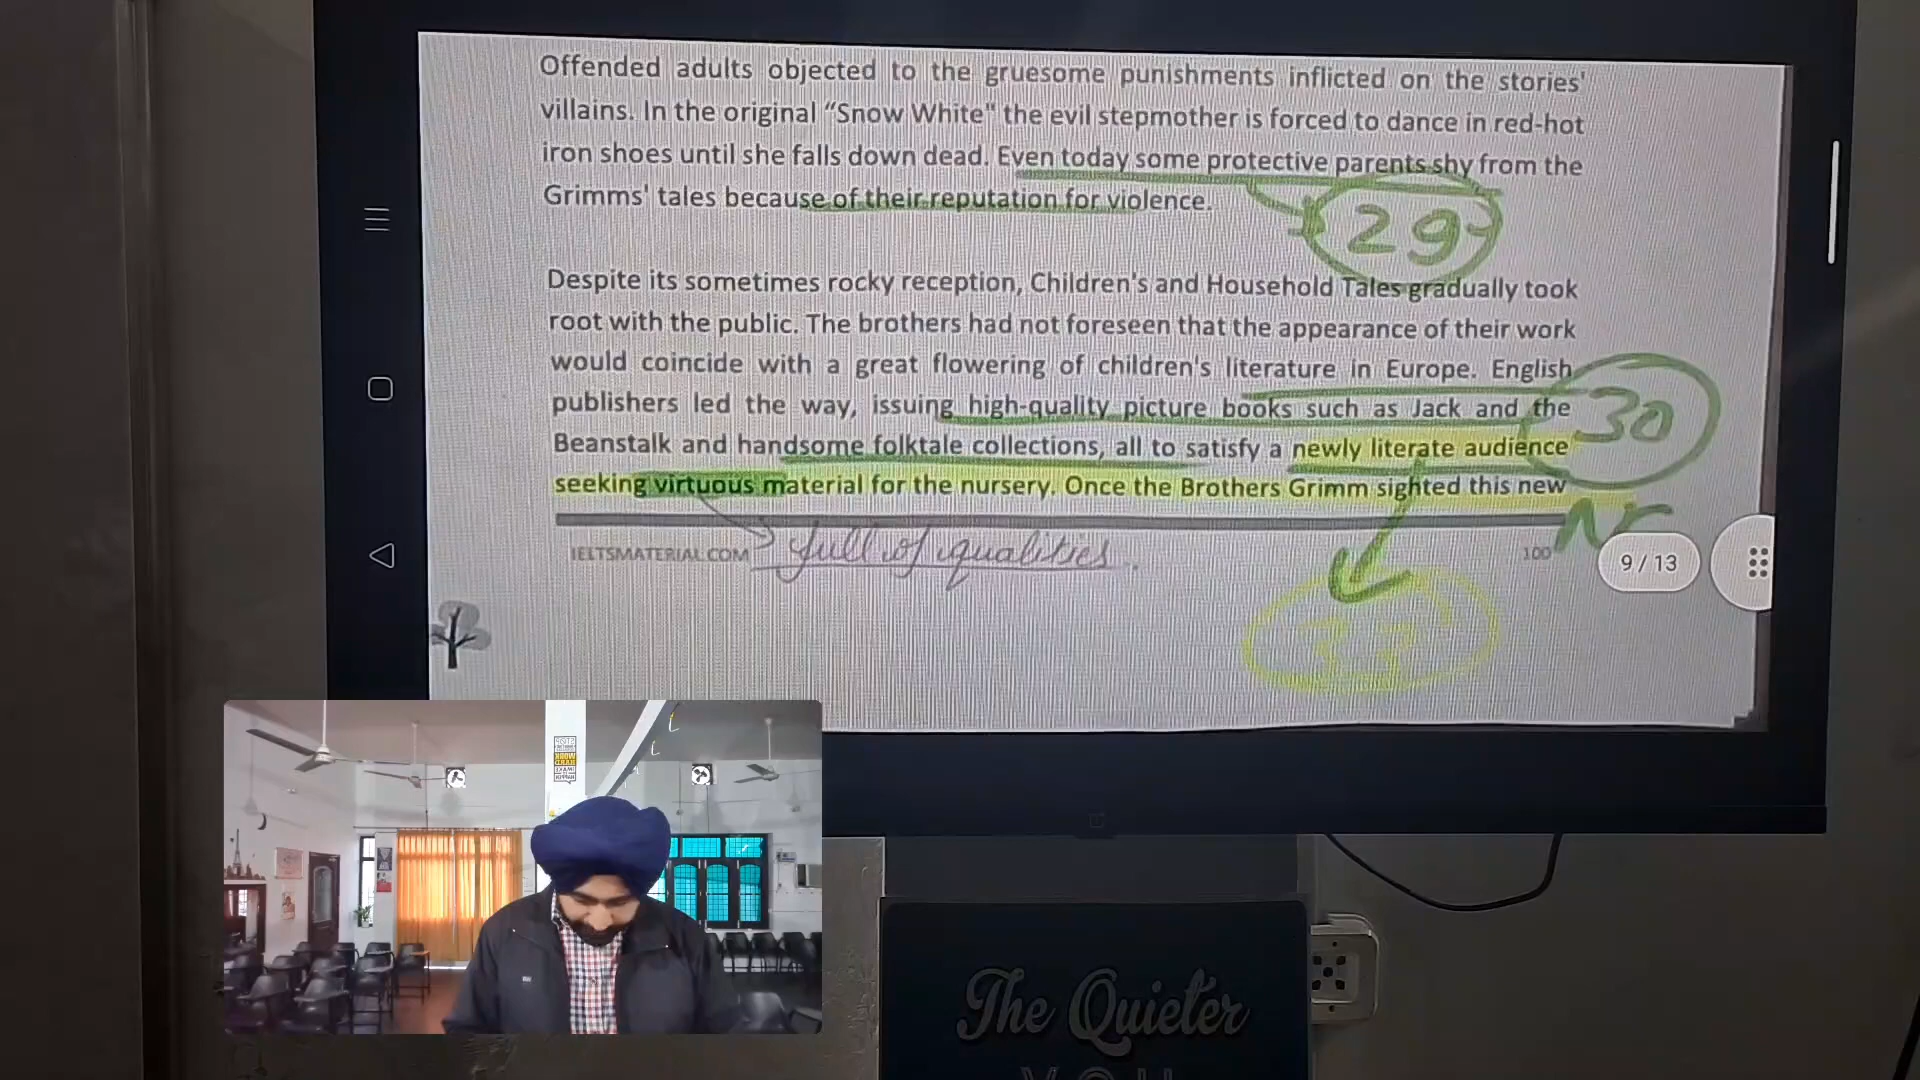 Offended adults objected to the gruesome punishments inflicted on the stories'
villains. In the original “Snow White" the evil stepmother is forced to dance in red-hot
iron shoes until she falls down dead. Even today some protective parents shy from the
Grimms' tales because of their reputation for violence.
29
Despite its sometimes rocky reception, Children's and Household Tales gradually took
root with the public. The brothers had not foreseen that the appearance of their work
would coincide with a great flowering of children's literature in Europe. English
publishers led the way, issuing high-quality picture books such as Jack and the
30
Beanstalk and handsome folktale collections, all to satisfy a newly literate audience
seeking virtuous material for the nursery. Once the Brothers Grimm sighted this new
IELTSMATERIAL.COM
full of qualities.
100
9 / 13
33
The Quieter
YOU